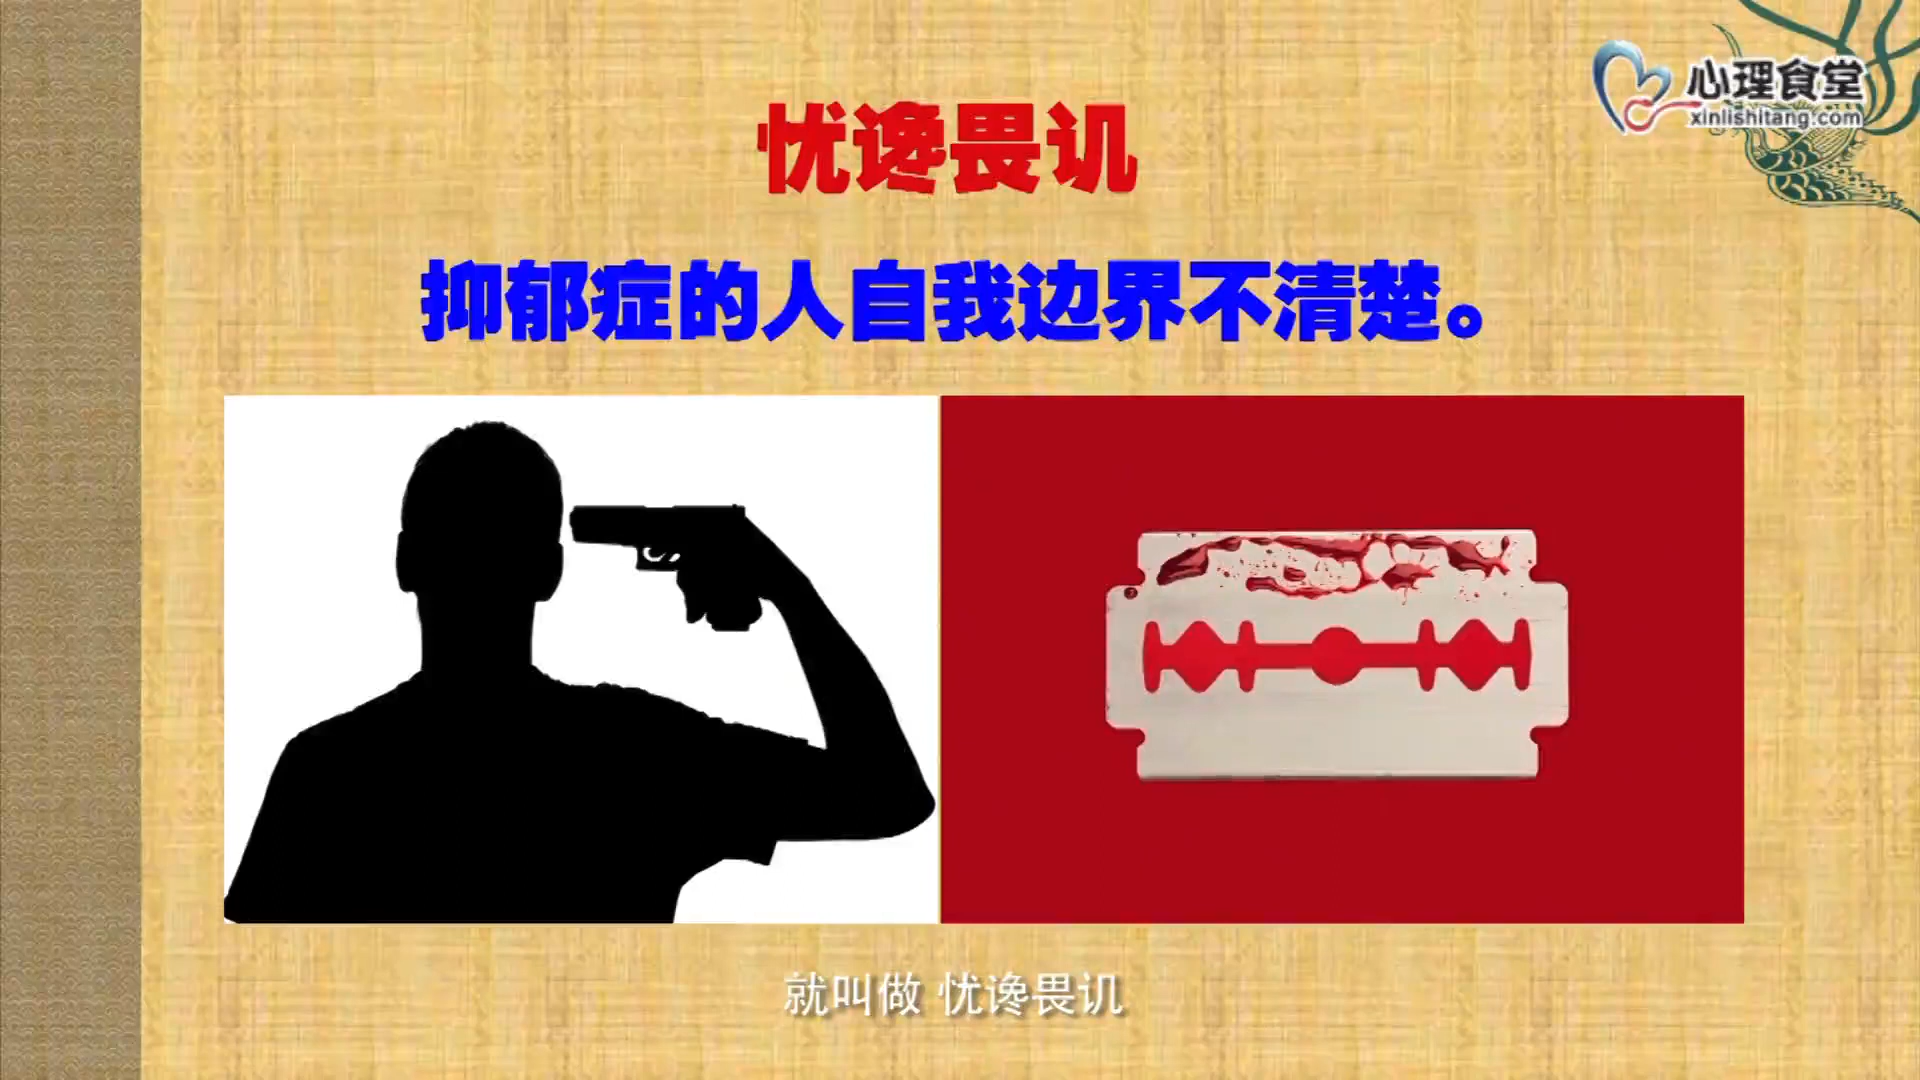 心理食堂
xinlishitang.com
忧谗畏讥
抑郁症的人自我边界不清楚。
就叫做 忧谗畏讥